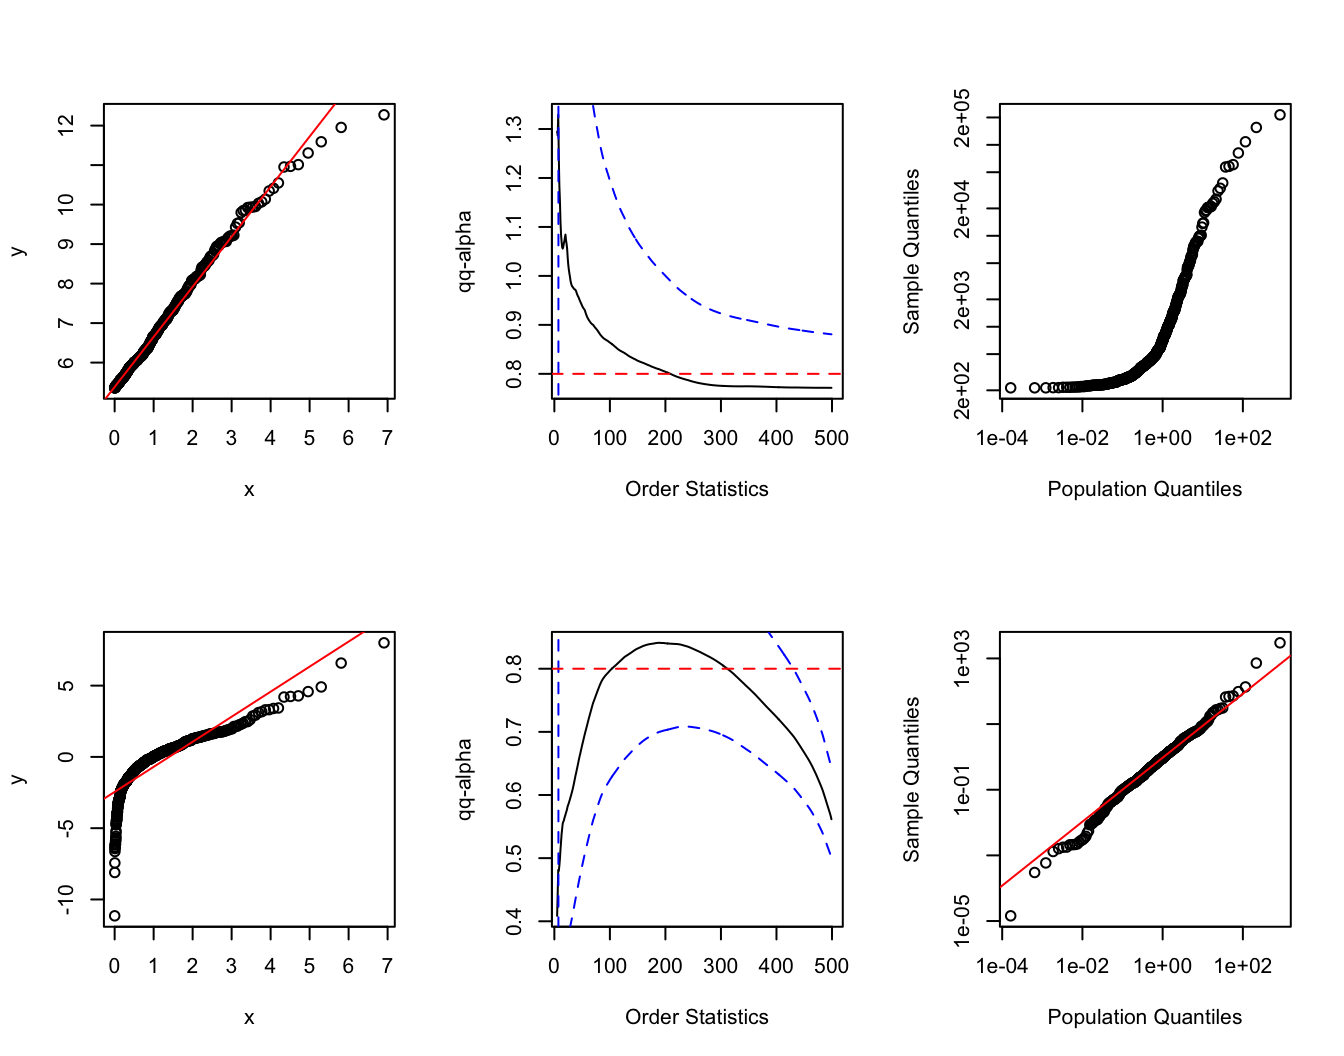 y
6 7 8 9 10 12
0 1 2 3 4 5 6 7
x
qq-alpha
0.8 0.9 1.0 1.1 1.2 1.3
0 100 200 300 400 500
Order Statistics
Sample Quantiles
2e+02 2e+03 2e+04 2e+05
1e-04 1e-02 1e+00 1e+02
Population Quantiles
y
-10 -5 0 5
0 1 2 3 4 5 6 7
x
qq-alpha
0.4 0.5 0.6 0.7 0.8
0 100 200 300 400 500
Order Statistics
Sample Quantiles
1e-05 1e-01 1e+03
1e-04 1e-02 1e+00 1e+02
Population Quantiles